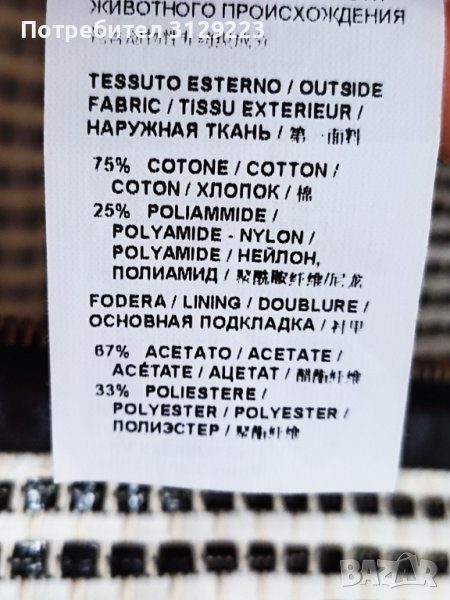 Потребител 3129523
ЖИВОТНОГО ПРОИСХОЖДЕНИЯ
TESSUTO ESTERNO / OUTSIDE
FABRIC / TISSU EXTERIEUR /
НАРУЖНАЯ ТКАНЬ / 第一面料
75% COTONE / COTTON /
COTON / ХЛОПОК / 棉
25% POLIAMMIDE /
POLYAMIDE - NYLON /
POLYAMIDE / НЕЙЛОН,
ПОЛИАМИД / 聚酰胺纤维/尼龙
FODERA / LINING / DOUBLURE /
ОСНОВНАЯ ПОДКЛАДКА /
67% ACETATO / ACETATE /
ACÉTATE / АЦЕТАТ / 醋酯纤维
33% POLIESTERE /
POLYESTER / POLYESTER /
ПОЛИЭСТЕР / 聚酯纤维
BAZAR